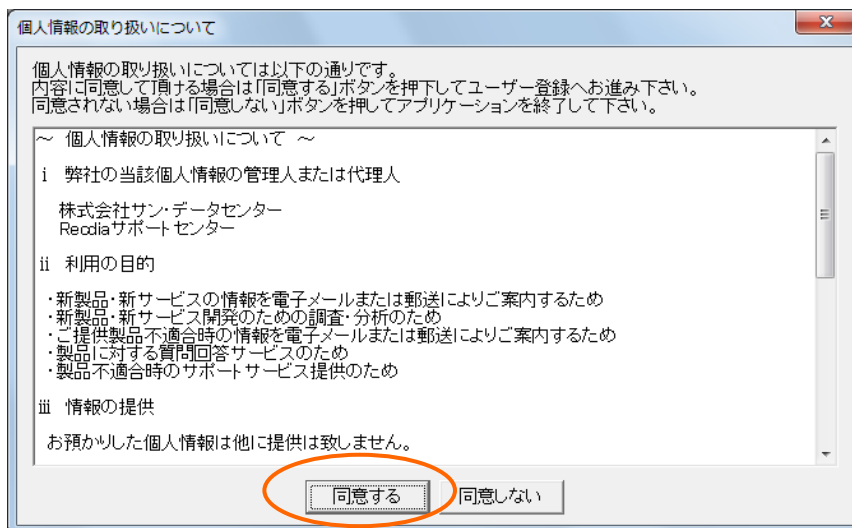 個人情報の取り扱いについて
個人情報の取り扱いについては以下の通りです。
内容に同意して頂ける場合は「同意する」ボタンを押下してユーザー登録へお進み下さい。
同意されない場合は「同意しない」ボタンを押してアプリケーションを終了して下さい。
～ 個人情報の取り扱いについて ～
ⅰ 弊社の当該個人情報の管理人または代理人
株式会社サン・データセンター
Recdiaサポートセンター
ⅱ 利用の目的
・新製品・新サービスの情報を電子メールまたは郵送によりご案内するため
・新製品・新サービス開発のための調査・分析のため
・ご提供製品不適合時の情報を電子メールまたは郵送によりご案内するため
・製品に対する質問回答サービスのため
・製品不適合時のサポートサービス提供のため
ⅲ 情報の提供
お預かりした個人情報は他に提供は致しません。
同意する 同意しない